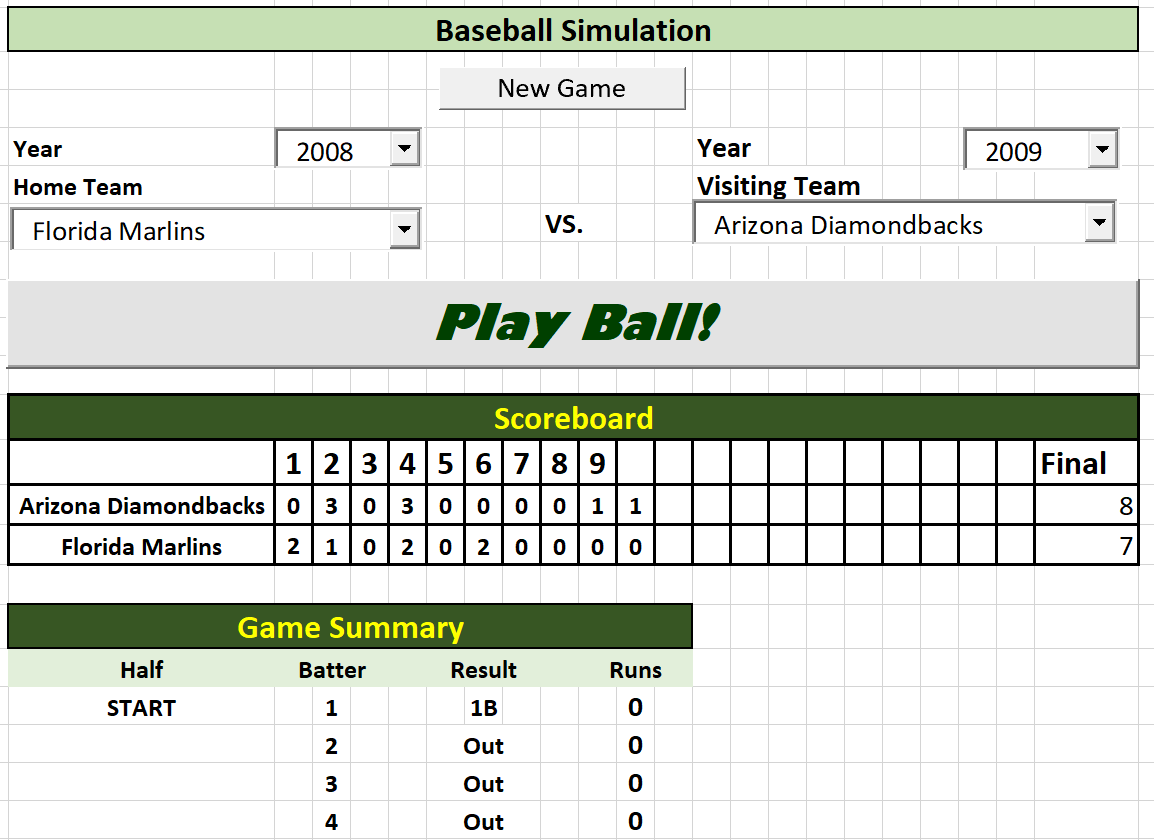 Baseball Simulation
New Game
Year 2008 Year 2009
Home Team Visiting Team
Florida Marlins VS. Arizona Diamondbacks
Play Ball!
Scoreboard
1 2 3 4 5 6 7 8 9 Final
Arizona Diamondbacks 0 3 0 3 0 0 0 0 1 1 8
Florida Marlins 2 1 0 2 0 2 0 0 0 0 7
Game Summary
Half Batter Result Runs
START 1 1B 0
2 Out 0
3 Out 0
4 Out 0